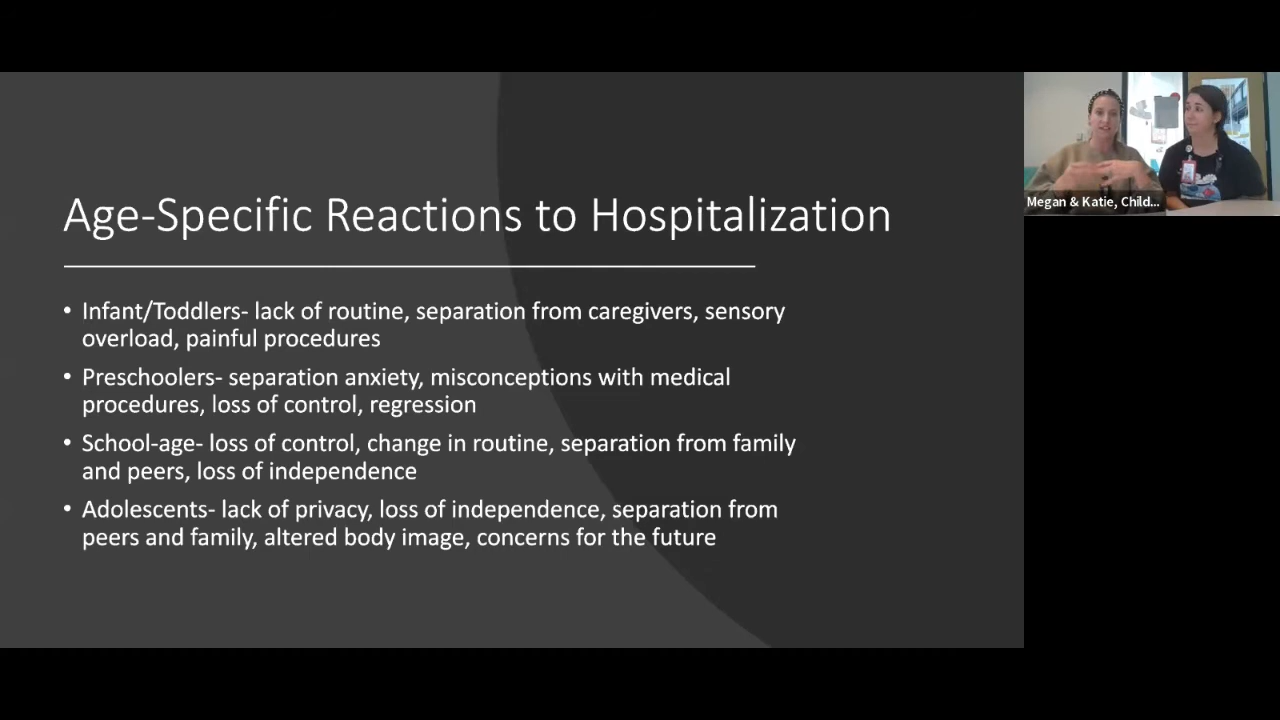 Age-Specific Reactions to Hospitalization
• Infant/Toddlers- lack of routine, separation from caregivers, sensory
overload, painful procedures
• Preschoolers- separation anxiety, misconceptions with medical
procedures, loss of control, regression
• School-age- loss of control, change in routine, separation from family
and peers, loss of independence
• Adolescents- lack of privacy, loss of independence, separation from
peers and family, altered body image, concerns for the future
Megan & Katie, Child...